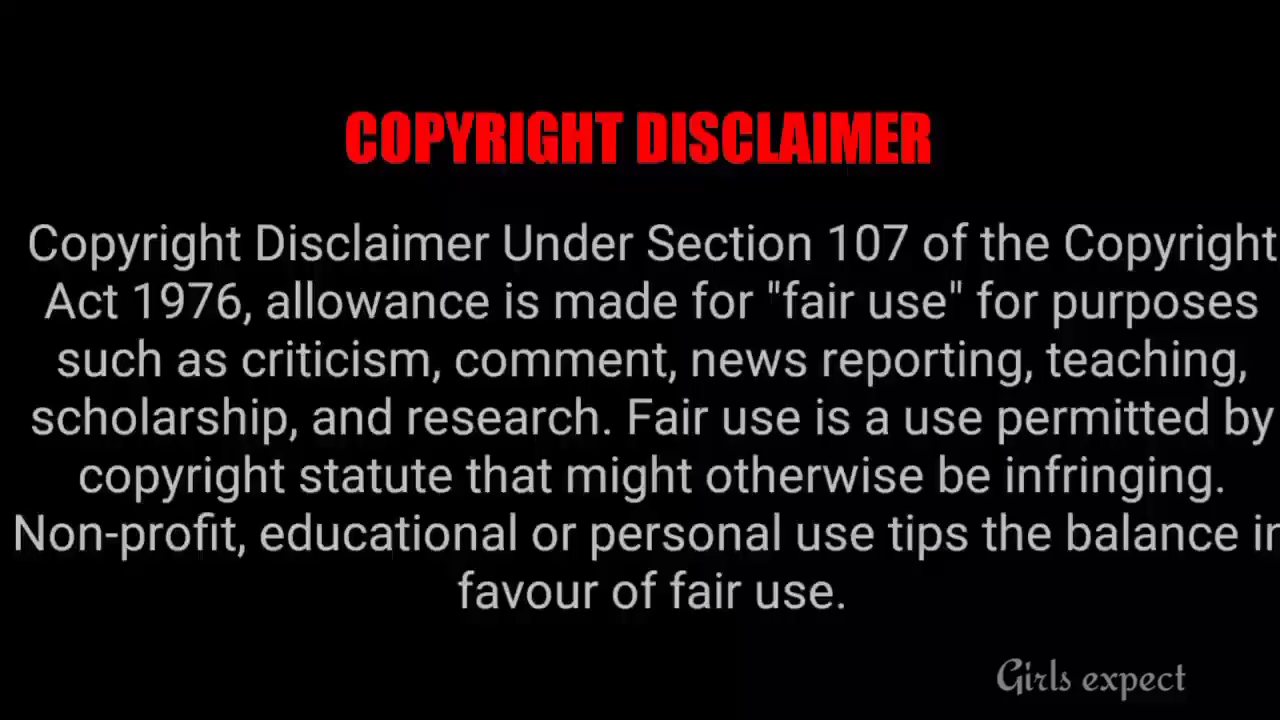 COPYRIGHT DISCLAIMER
Copyright Disclaimer Under Section 107 of the Copyright
Act 1976, allowance is made for "fair use" for purposes
such as criticism, comment, news reporting, teaching,
scholarship, and research. Fair use is a use permitted by
copyright statute that might otherwise be infringing.
Non-profit, educational or personal use tips the balance in
favour of fair use.
Girls expect